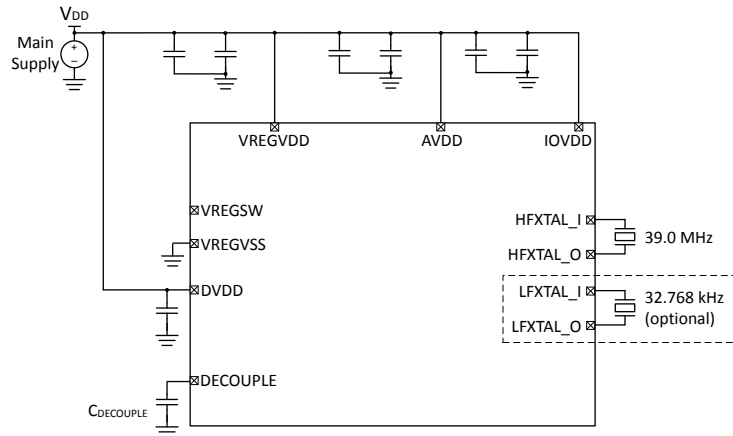 VDD
Main
Supply
+
−
VREGVDD
AVDD
IOVDD
VREGSW
HFXTAL_I
39.0 MHz
VREGVSS
HFXTAL_O
DVDD
LFXTAL_I
32.768 kHz
(optional)
LFXTAL_O
DECOUPLE
CDECOUPLE